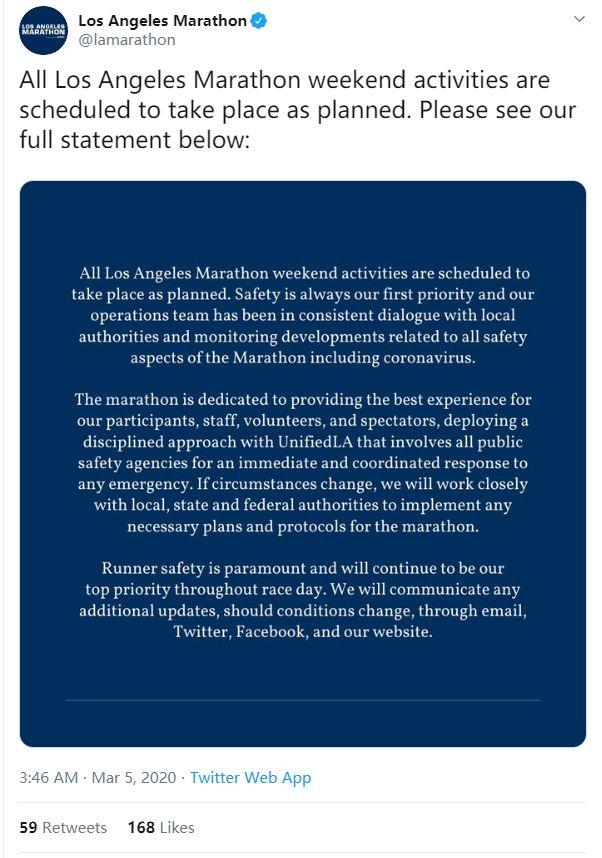 LOS ANGELES
MARATHON
Los Angeles Marathon
@lamarathon
All Los Angeles Marathon weekend activities are
scheduled to take place as planned. Please see our
full statement below:
All Los Angeles Marathon weekend activities are scheduled to
take place as planned. Safety is always our first priority and our
operations team has been in consistent dialogue with local
authorities and monitoring developments related to all safety
aspects of the Marathon including coronavirus.
The marathon is dedicated to providing the best experience for
our participants, staff, volunteers, and spectators, deploying a
disciplined approach with UnifiedLA that involves all public
safety agencies for an immediate and coordinated response to
any emergency. If circumstances change, we will work closely
with local, state and federal authorities to implement any
necessary plans and protocols for the marathon.
Runner safety is paramount and will continue to be our
top priority throughout race day. We will communicate any
additional updates, should conditions change, through email,
Twitter, Facebook, and our website.
3:46 AM · Mar 5, 2020 · Twitter Web App
59 Retweets 168 Likes